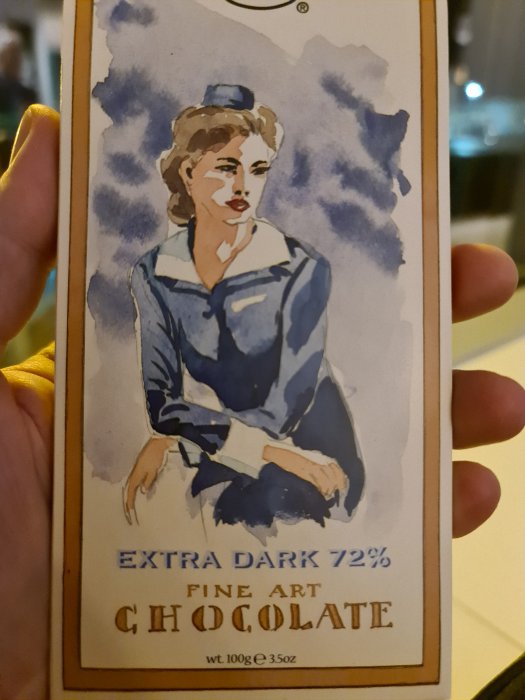 ®
EXTRA DARK 72%
FINE ART
CHOCOLATE
wt. 100g ℮ 3.5oz